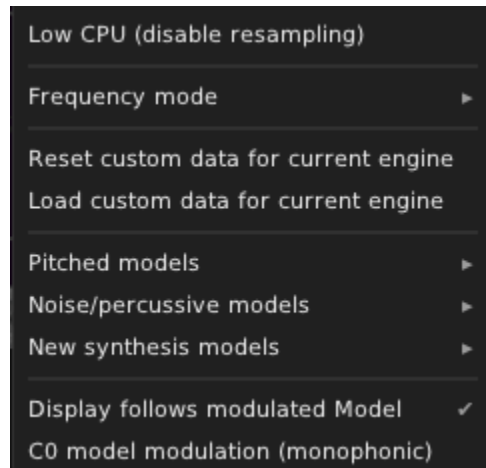 Low CPU (disable resampling)
Frequency mode
Reset custom data for current engine
Load custom data for current engine
Pitched models
Noise/percussive models
New synthesis models
Display follows modulated Model
C0 model modulation (monophonic)